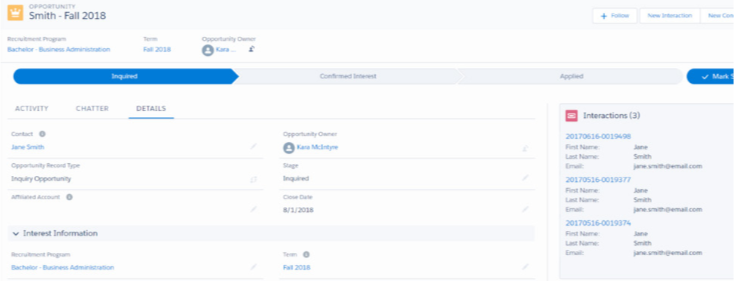 OPPORTUNITY
Smith - Fall 2018
+ Follow New Interaction New Con
Recruitment Program Term Opportunity Owner
Bachelor - Business Administration Fall 2018 Kara ...
Inquired Confirmed Interest Applied ✓ Mark S
ACTIVITY CHATTER DETAILS
Contact Opportunity Owner
Jane Smith Kara McIntyre
Opportunity Record Type Stage
Inquiry Opportunity Inquired
Affiliated Account Close Date
8/1/2018
Interest Information
Recruitment Program Term
Bachelor - Business Administration Fall 2018
Interactions (3)
20170516-0019498
First Name: Jane
Last Name: Smith
Email: jane.smith@email.com
20170516-0019377
First Name: Jane
Last Name: Smith
Email: jane.smith@email.com
20170516-0019374
First Name: Jane
Last Name: Smith
Email: jane.smith@email.com